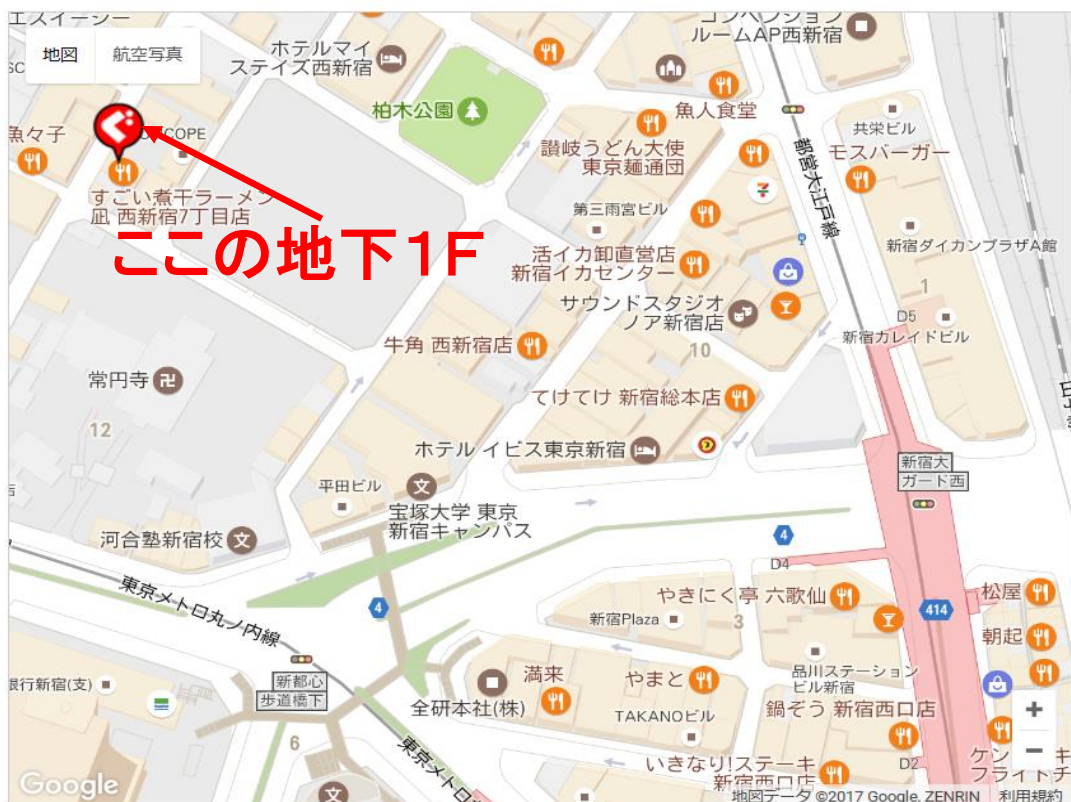 エスイーシー
地図
航空写真
ホテルマイ
ステイズ西新宿
コンベンション
ルームAP西新宿
柏木公園
魚人食堂
共栄ビル
モスバーガー
讃岐うどん大使
東京麺通団
都営大江戸線
魚々子
COPE
すごい煮干ラーメン
凪 西新宿7丁目店
ここの地下1F
第三雨宮ビル
新宿ダイカンプラザA館
活イカ卸直営店
新宿イカセンター
1
サウンドスタジオ
ノア新宿店
D5
新宿カレイドビル
牛角 西新宿店
10
常円寺
てけてけ 新宿総本店
12
ホテル イビス東京新宿
新宿大
ガード西
平田ビル
宝塚大学 東京
新宿キャンパス
河合塾新宿校
4
D4
東京メトロ丸ノ内線
4
やきにく亭 六歌仙
松屋
414
新宿Plaza
3
朝起
新都心
歩道橋下
満来
やまと
品川ステーション
ビル新宿
銀行新宿(支)
全研本社(株)
TAKANOビル
鍋ぞう 新宿西口店
6
東京メトロ
いきなり!ステーキ
新宿西口店
D2
Google
地図データ ©2017 Google, ZENRIN
利用規約